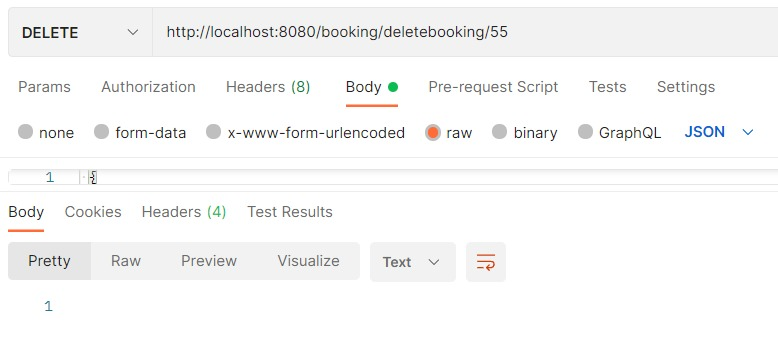 DELETE http://localhost:8080/booking/deletebooking/55
Params Authorization Headers (8) Body Pre-request Script Tests Settings
none form-data x-www-form-urlencoded raw binary GraphQL JSON
1 {
Body Cookies Headers (4) Test Results
Pretty Raw Preview Visualize Text
1